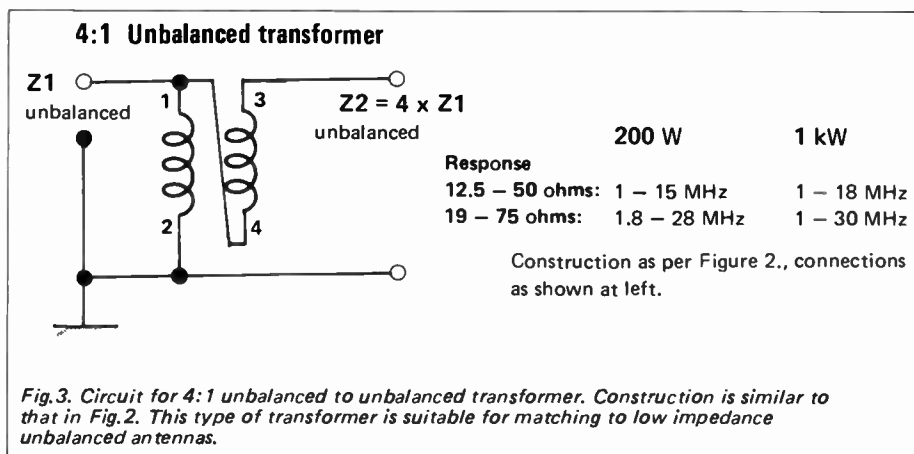 4:1 Unbalanced transformer
Z1
unbalanced
1
3
2
4
Z2 = 4 x Z1
unbalanced
200 W 1 kW
Response
12.5 – 50 ohms: 1 – 15 MHz 1 – 18 MHz
19 – 75 ohms: 1.8 – 28 MHz 1 – 30 MHz
Construction as per Figure 2., connections
as shown at left.
Fig.3. Circuit for 4:1 unbalanced to unbalanced transformer. Construction is similar to
that in Fig.2. This type of transformer is suitable for matching to low impedance
unbalanced antennas.